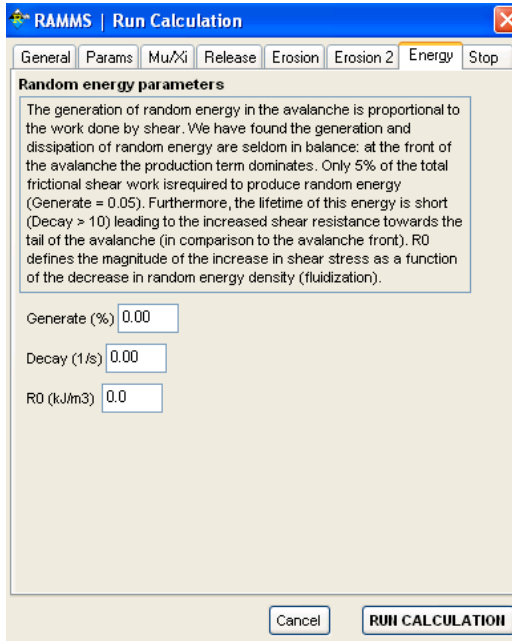 RAMMS | Run Calculation
General Params Mu/Xi Release Erosion Erosion 2 Energy Stop
Random energy parameters
The generation of random energy in the avalanche is proportional to
the work done by shear. We have found the generation and
dissipation of random energy are seldom in balance: at the front of
the avalanche the production term dominates. Only 5% of the total
frictional shear work isrequired to produce random energy
(Generate = 0.05). Furthermore, the lifetime of this energy is short
(Decay > 10) leading to the increased shear resistance towards the
tail of the avalanche (in comparison to the avalanche front). R0
defines the magnitude of the increase in shear stress as a function
of the decrease in random energy density (fluidization).
Generate (%) 0.00
Decay (1/s) 0.00
R0 (kJ/m3) 0.0
Cancel RUN CALCULATION